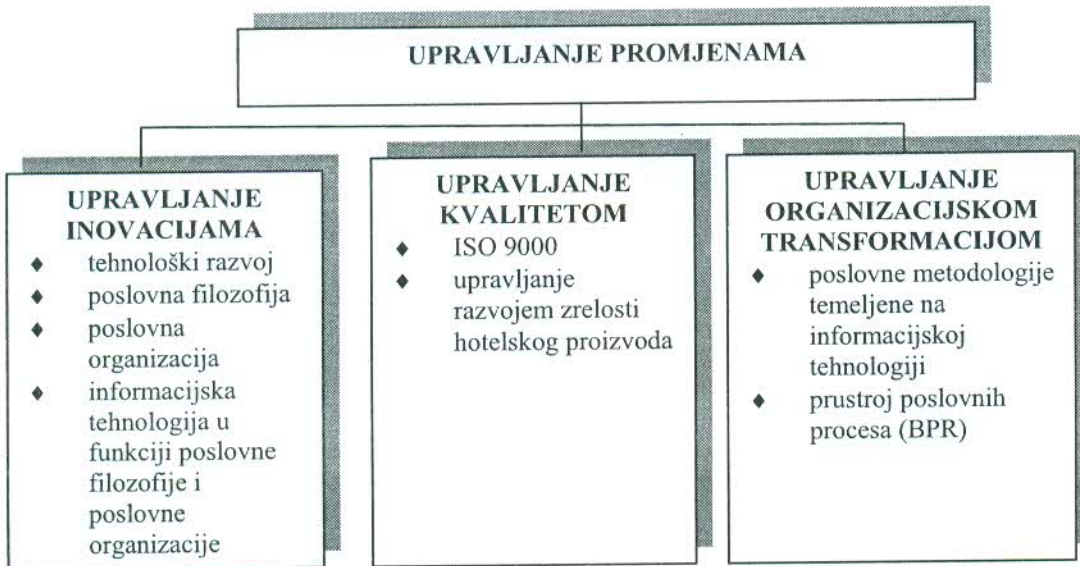 UPRAVLJANJE PROMJENAMA
UPRAVLJANJE
INOVACIJAMA
♦ tehnološki razvoj
♦ poslovna filozofija
♦ poslovna
organizacija
♦ informacijska
tehnologija u
funkciji poslovne
filozofije i
poslovne
organizacije
UPRAVLJANJE
KVALITETOM
♦ ISO 9000
♦ upravljanje
razvojem zrelosti
hotelskog proizvoda
UPRAVLJANJE
ORGANIZACIJSKOM
TRANSFORMACIJOM
♦ poslovne metodologije
temeljene na
informacijskoj
tehnologiji
♦ prustroj poslovnih
procesa (BPR)